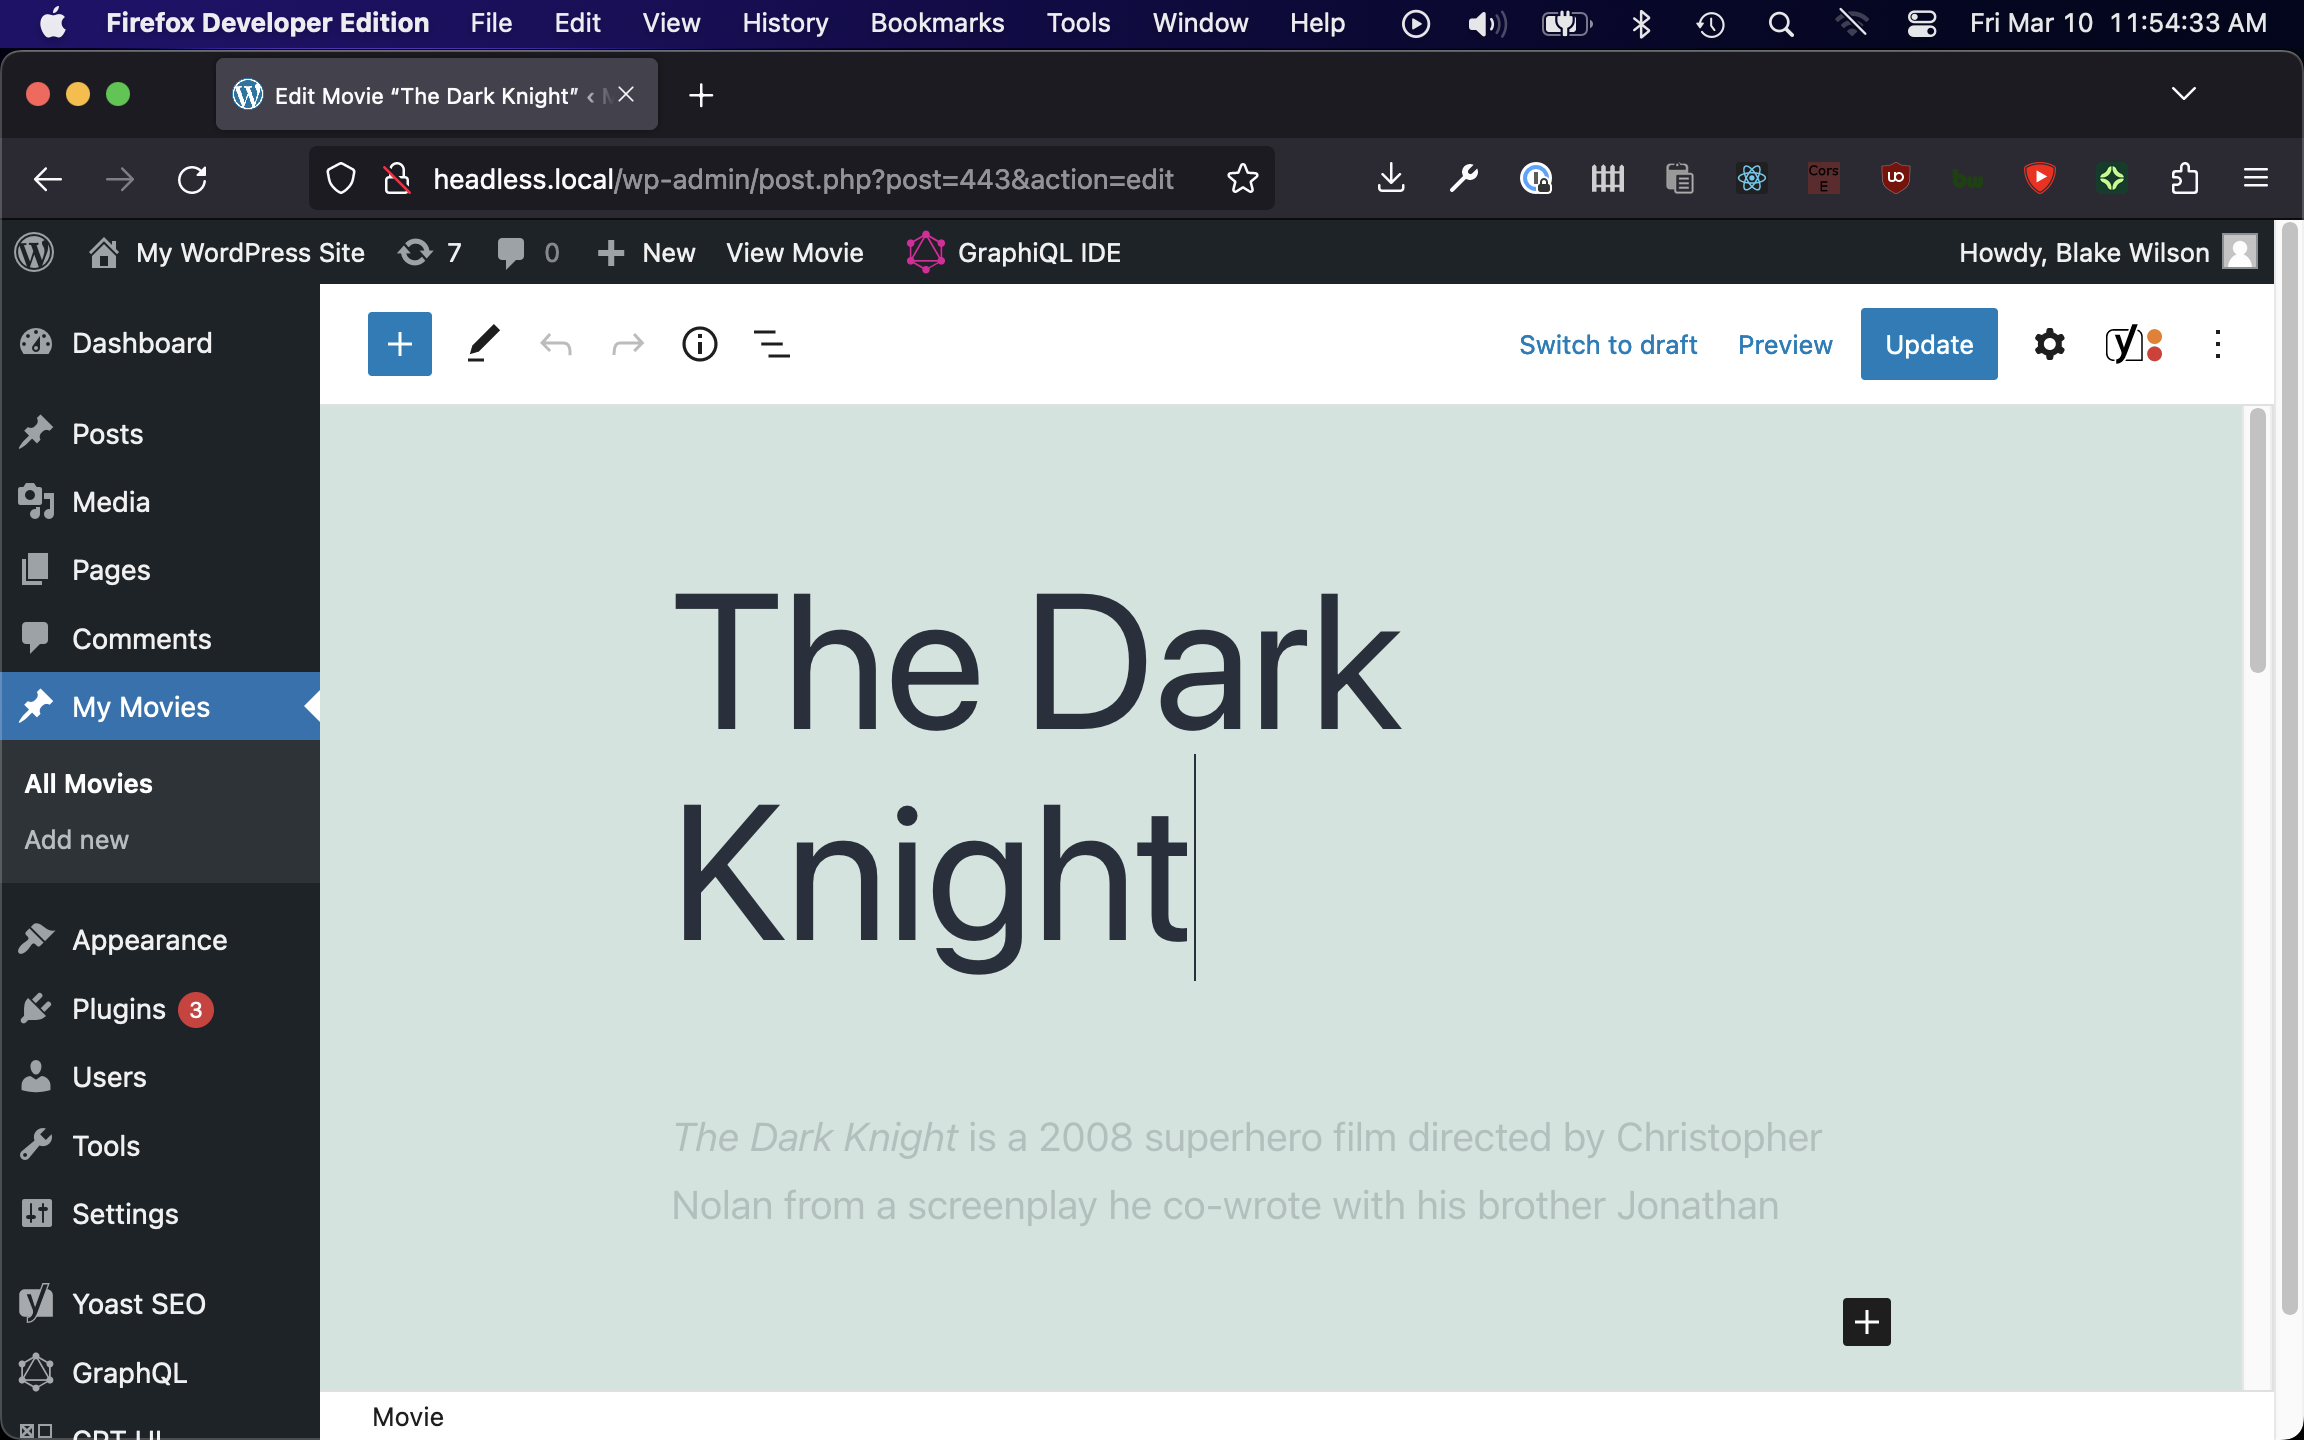 Firefox Developer Edition File Edit View History Bookmarks Tools Window Help Fri Mar 10 11:54:33 AM
Edit Movie “The Dark Knight” ‹
headless.local/wp-admin/post.php?post=443&action=edit
Cors
E
bw
My WordPress Site 7 0 New View Movie GraphiQL IDE Howdy, Blake Wilson
Dashboard
Posts
Media
Pages
Comments
My Movies
All Movies
Add new
Appearance
Plugins 3
Users
Tools
Settings
Yoast SEO
GraphQL
CPT UI
Switch to draft Preview Update
The Dark
Knight
The Dark Knight is a 2008 superhero film directed by Christopher
Nolan from a screenplay he co-wrote with his brother Jonathan
Movie